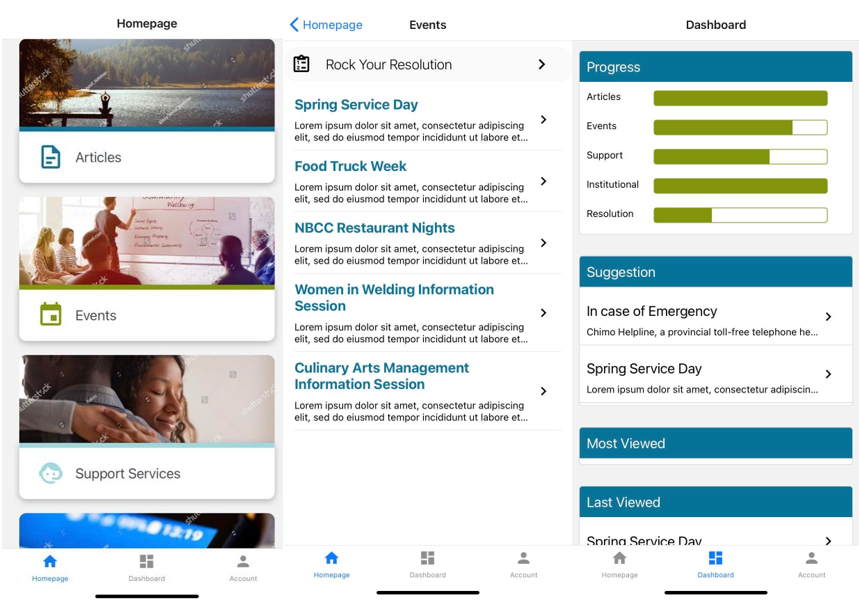 Homepage
Articles
Events
Support Services
Homepage
Dashboard
Account
Homepage
Events
Rock Your Resolution
Spring Service Day
Lorem ipsum dolor sit amet, consectetur adipiscing
elit, sed do eiusmod tempor incididunt ut labore et...
Food Truck Week
Lorem ipsum dolor sit amet, consectetur adipiscing
elit, sed do eiusmod tempor incididunt ut labore et...
NBCC Restaurant Nights
Lorem ipsum dolor sit amet, consectetur adipiscing
elit, sed do eiusmod tempor incididunt ut labore et...
Women in Welding Information
Session
Lorem ipsum dolor sit amet, consectetur adipiscing
elit, sed do eiusmod tempor incididunt ut labore et...
Culinary Arts Management
Information Session
Lorem ipsum dolor sit amet, consectetur adipiscing
elit, sed do eiusmod tempor incididunt ut labore et...
Homepage
Dashboard
Account
Dashboard
Progress
Articles
Events
Support
Institutional
Resolution
Suggestion
In case of Emergency
Chimo Helpline, a provincial toll-free telephone he...
Spring Service Day
Lorem ipsum dolor sit amet, consectetur adipiscin...
Most Viewed
Last Viewed
Spring Service Day
Homepage
Dashboard
Account